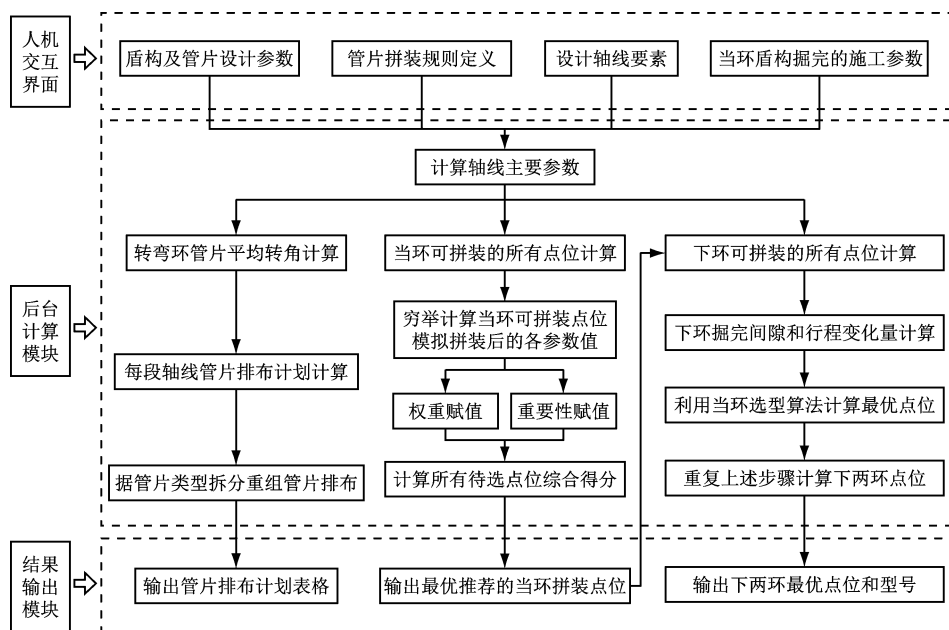 人机
交互
界面
盾构及管片设计参数
管片拼装规则定义
设计轴线要素
当环盾构掘完的施工参数
后台
计算
模块
计算轴线主要参数
转弯环管片平均转角计算
当环可拼装的所有点位计算
下环可拼装的所有点位计算
穷举计算当环可拼装点位
模拟拼装后的各参数值
下环掘完间隙和行程变化量计算
每段轴线管片排布计划计算
权重赋值
重要性赋值
利用当环选型算法计算最优点位
据管片类型拆分重组管片排布
计算所有待选点位综合得分
重复上述步骤计算下两环点位
结果
输出
模块
输出管片排布计划表格
输出最优推荐的当环拼装点位
输出下两环最优点位和型号